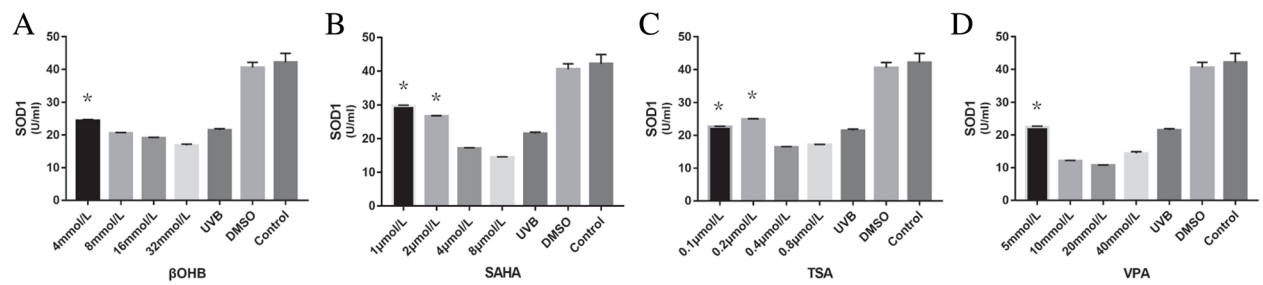 A
50
40
30
20
10
0
SOD1
(U/ml)
*
4mmol/L
8mmol/L
16mmol/L
32mmol/L
UVB
DMSO
Control
βOHB
B
50
40
30
20
10
0
SOD1
(U/ml)
* *
1μmol/L
2μmol/L
4μmol/L
8μmol/L
UVB
DMSO
Control
SAHA
C
50
40
30
20
10
0
SOD1
(U/ml)
* *
0.1μmol/L
0.2μmol/L
0.4μmol/L
0.8μmol/L
UVB
DMSO
Control
TSA
D
50
40
30
20
10
0
SOD1
(U/ml)
*
5mmol/L
10mmol/L
20mmol/L
40mmol/L
UVB
DMSO
Control
VPA